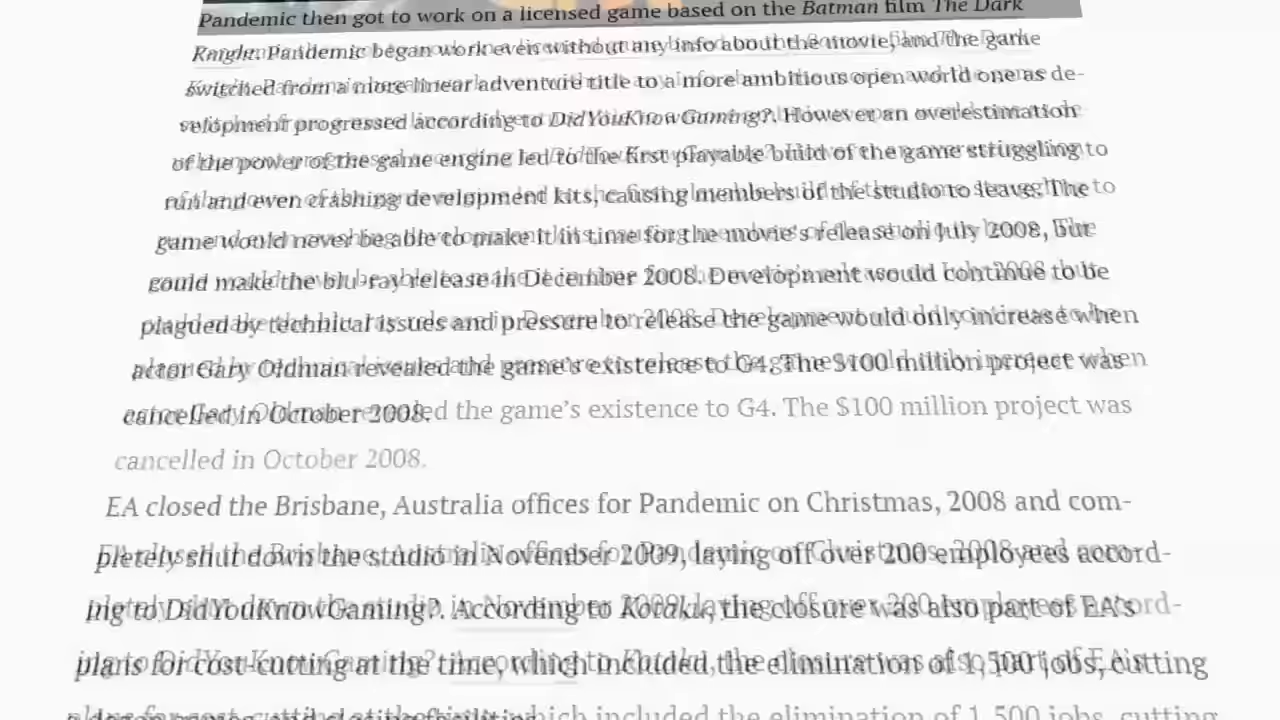 Pandemic then got to work on a licensed game based on the Batman film The Dark
Knight. Pandemic began work even without any info about the movie, and the game
switched from a more linear adventure title to a more ambitious open world one as de-
velopment progressed according to DidYouKnowGaming?. However an overestimation
of the power of the game engine led to the first playable build of the game struggling to
run and even crashing development kits, causing members of the studio to leave. The
game would never be able to make it in time for the movie's release on July 2008, but
could make the blu-ray release in December 2008. Development would continue to be
plagued by technical issues and pressure to release the game would only increase when
actor Gary Oldman revealed the game's existence to G4. The $100 million project was
cancelled in October 2008.
EA closed the Brisbane, Australia offices for Pandemic on Christmas, 2008 and com-
pletely shut down the studio in November 2009, laying off over 200 employees accord-
ing to DidYouKnowGaming?. According to Kotaku, the closure was also part of EA's
plans for cost-cutting at the time, which included the elimination of 1,500 jobs, cutting